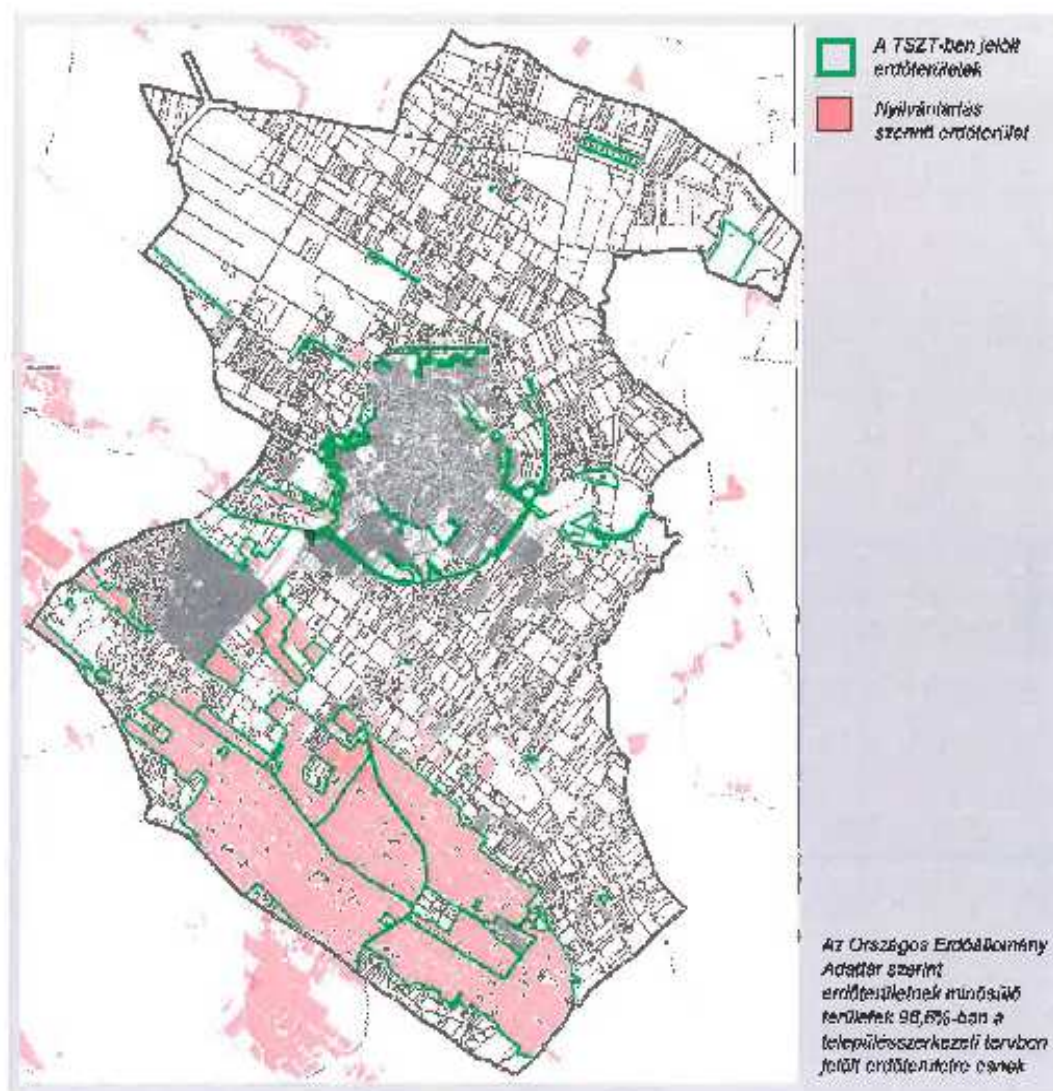 A TSZT-ben jelölt
erdőterületek
Nyilvántartás
szerinti erdőterület
Az Országos Erdőállomány
Adattár szerint
erdőterületnek minősülő
területek 96,6%-ban a
településszerkezeti tervben
jelölt erdőterületre esnek